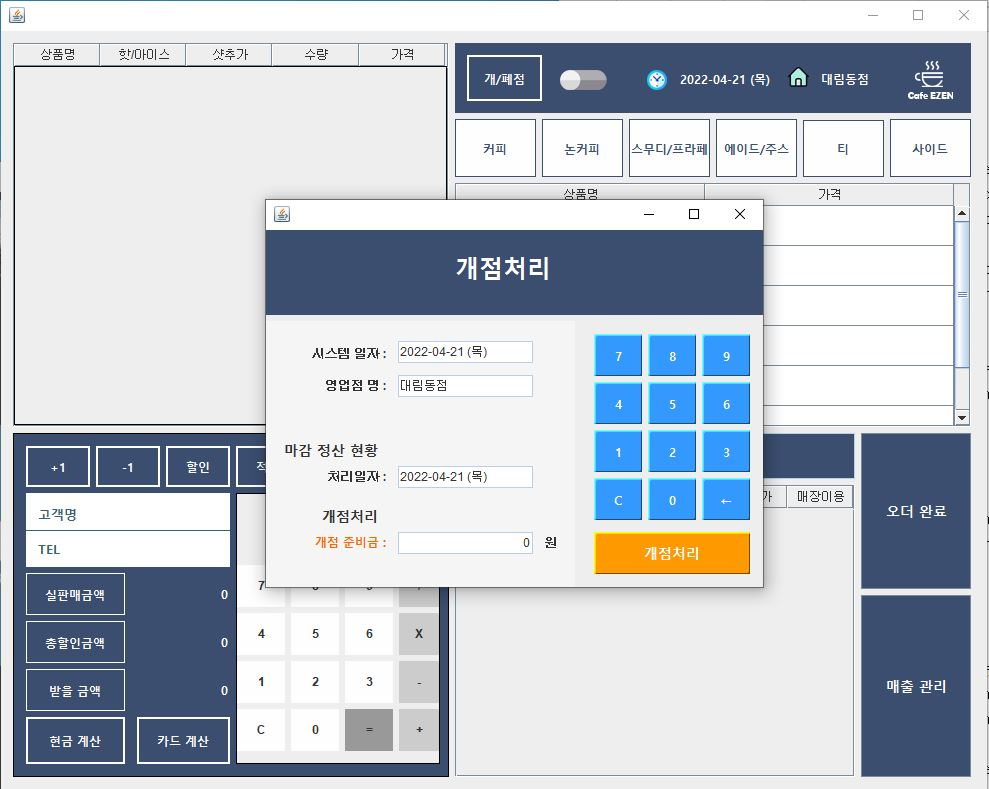 상품명 핫/아이스 샷추가 수량 가격
개/폐점 2022-04-21 (목) 대림동점 Cafe EZEN
커피 논커피 스무디/프라페 에이드/주스 티 사이드
상품명 가격
개점처리
시스템 일자 : 2022-04-21 (목)
영업점 명 : 대림동점
마감 정산 현황
처리일자 : 2022-04-21 (목)
개점처리
개점 준비금 : 0 원
7 8 9
4 5 6
1 2 3
C 0 ←
개점처리
+1 -1 할인
고객명
TEL
실판매금액 0
총할인금액 0
받을 금액 0
현금 계산 카드 계산
7
4 5 6 X
1 2 3 -
C 0 = +
매장이용
오더 완료
매출 관리